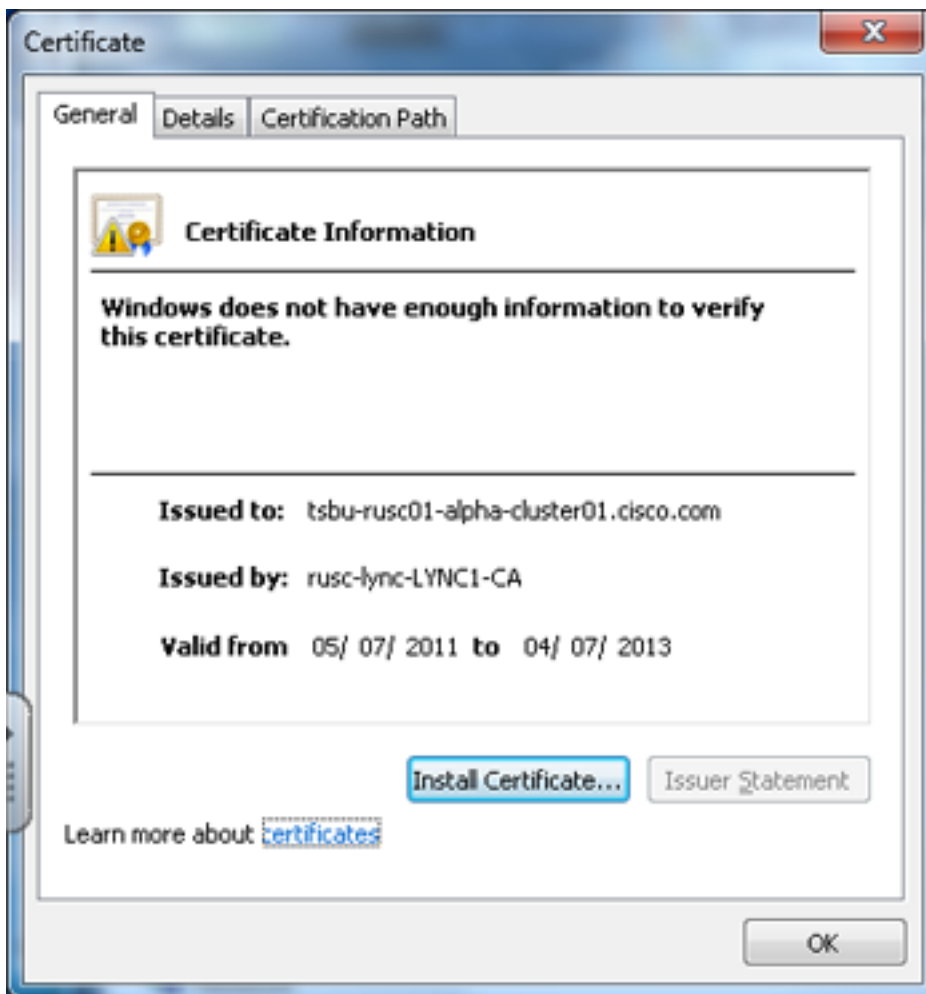 Certificate
General
Details
Certification Path
Certificate Information
Windows does not have enough information to verify
this certificate.
Issued to: tsbu-rusc01-alpha-cluster01.cisco.com
Issued by: rusc-lync-LYNC1-CA
Valid from 05/ 07/ 2011 to 04/ 07/ 2013
Install Certificate...
Issuer Statement
Learn more about certificates
OK